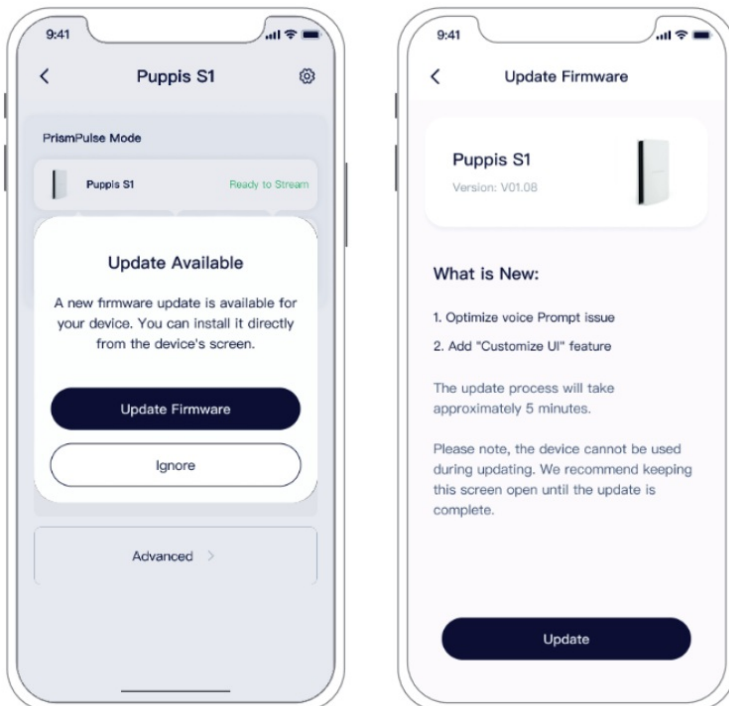 9:41
Puppis S1
PrismPulse Mode
Puppis S1
Ready to Stream
Update Available
A new firmware update is available for
your device. You can install it directly
from the device's screen.
Update Firmware
Ignore
Advanced
9:41
Update Firmware
Puppis S1
Version: V01.08
What is New:
1. Optimize voice Prompt issue
2. Add "Customize UI" feature
The update process will take
approximately 5 minutes.
Please note, the device cannot be used
during updating. We recommend keeping
this screen open until the update is
complete.
Update